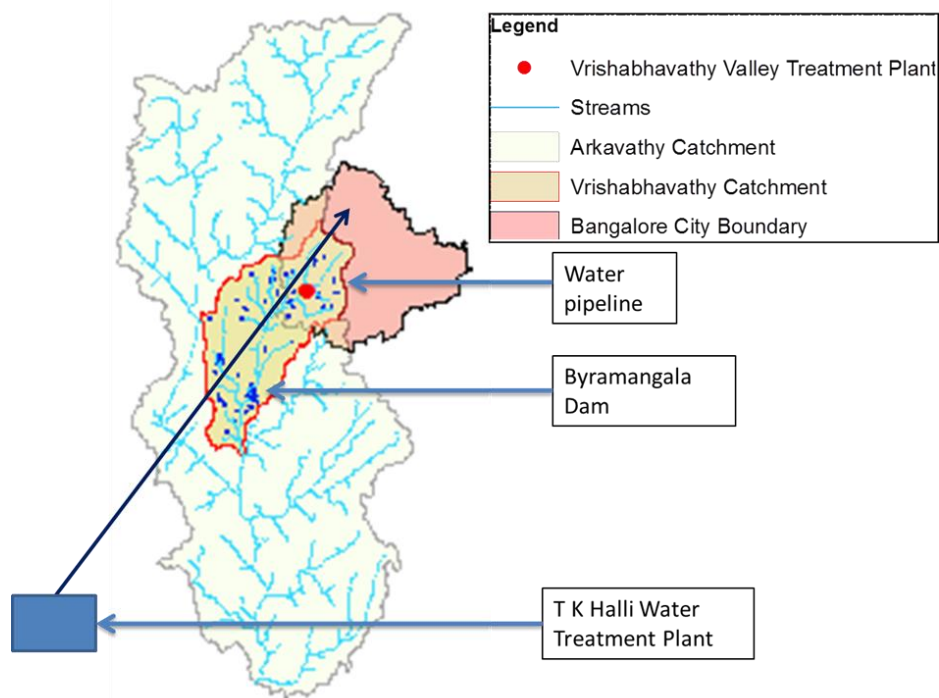 Legend
Vrishabhavathy Valley Treatment Plant
Streams
Arkavathy Catchment
Vrishabhavathy Catchment
Bangalore City Boundary
Water
pipeline
Byramangala
Dam
T K Halli Water
Treatment Plant